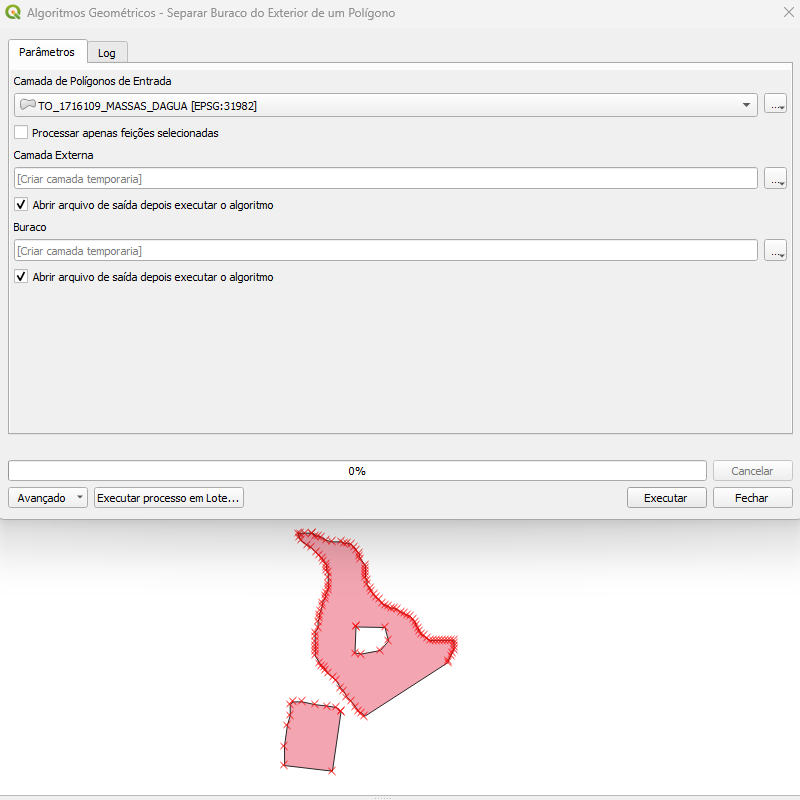 Algoritmos Geométricos - Separar Buraco do Exterior de um Polígono
Parâmetros
Log
Camada de Polígonos de Entrada
TO_1716109_MASSAS_DAGUA [EPSG:31982]
...
Processar apenas feições selecionadas
Camada Externa
[Criar camada temporaria]
...
Abrir arquivo de saída depois executar o algoritmo
Buraco
[Criar camada temporaria]
...
Abrir arquivo de saída depois executar o algoritmo
0%
Cancelar
Avançado
Executar processo em Lote...
Executar
Fechar